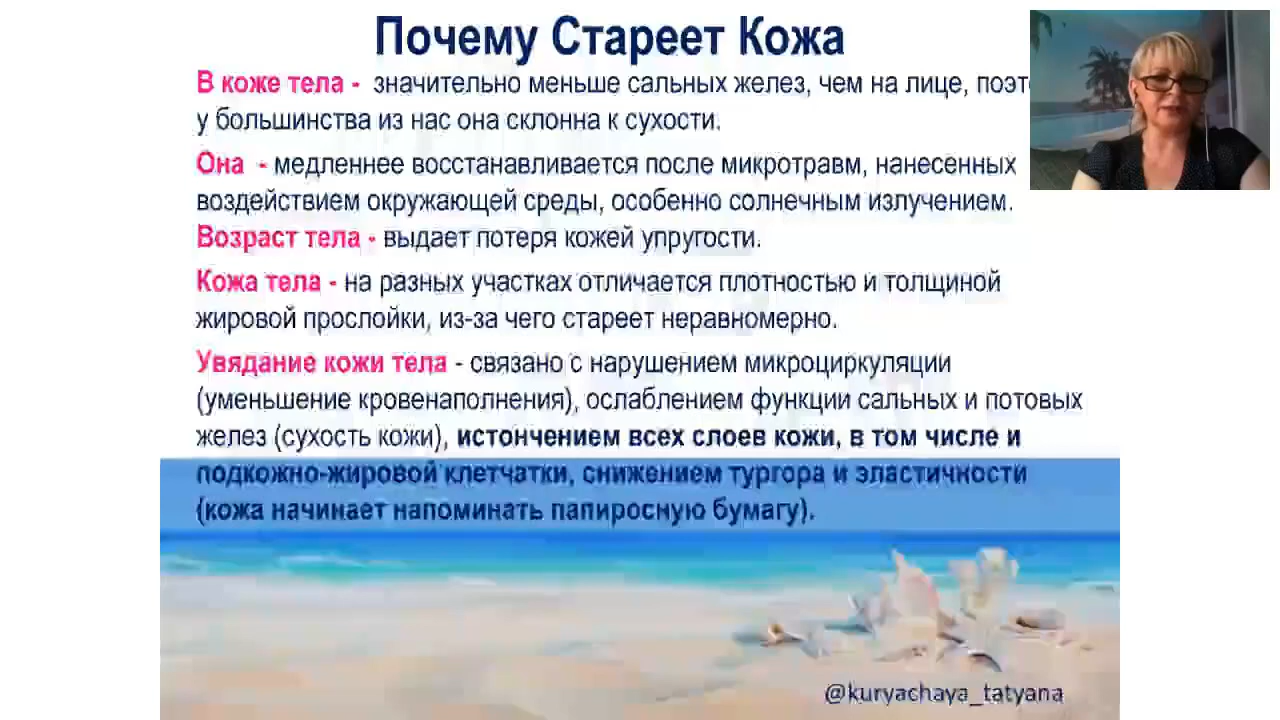 Почему Стареет Кожа
В коже тела - значительно меньше сальных желез, чем на лице,
у большинства из нас она склонна к сухости.
Она - медленнее восстанавливается после микротравм, нанесенных
воздействием окружающей среды, особенно солнечным излучением.
Возраст тела - выдает потеря кожей упругости.
Кожа тела - на разных участках отличается плотностью и толщиной
жировой прослойки, из-за чего стареет неравномерно.
Увядание кожи тела - связано с нарушением микроциркуляции
(уменьшение кровенаполнения), ослаблением функции сальных и потовых
желез (сухость кожи), истончением всех слоев кожи, в том числе и
подкожно-жировой клетчатки, снижением тургора и эластичности
(кожа начинает напоминать папиросную бумагу).
@kuryachaya_tatyana